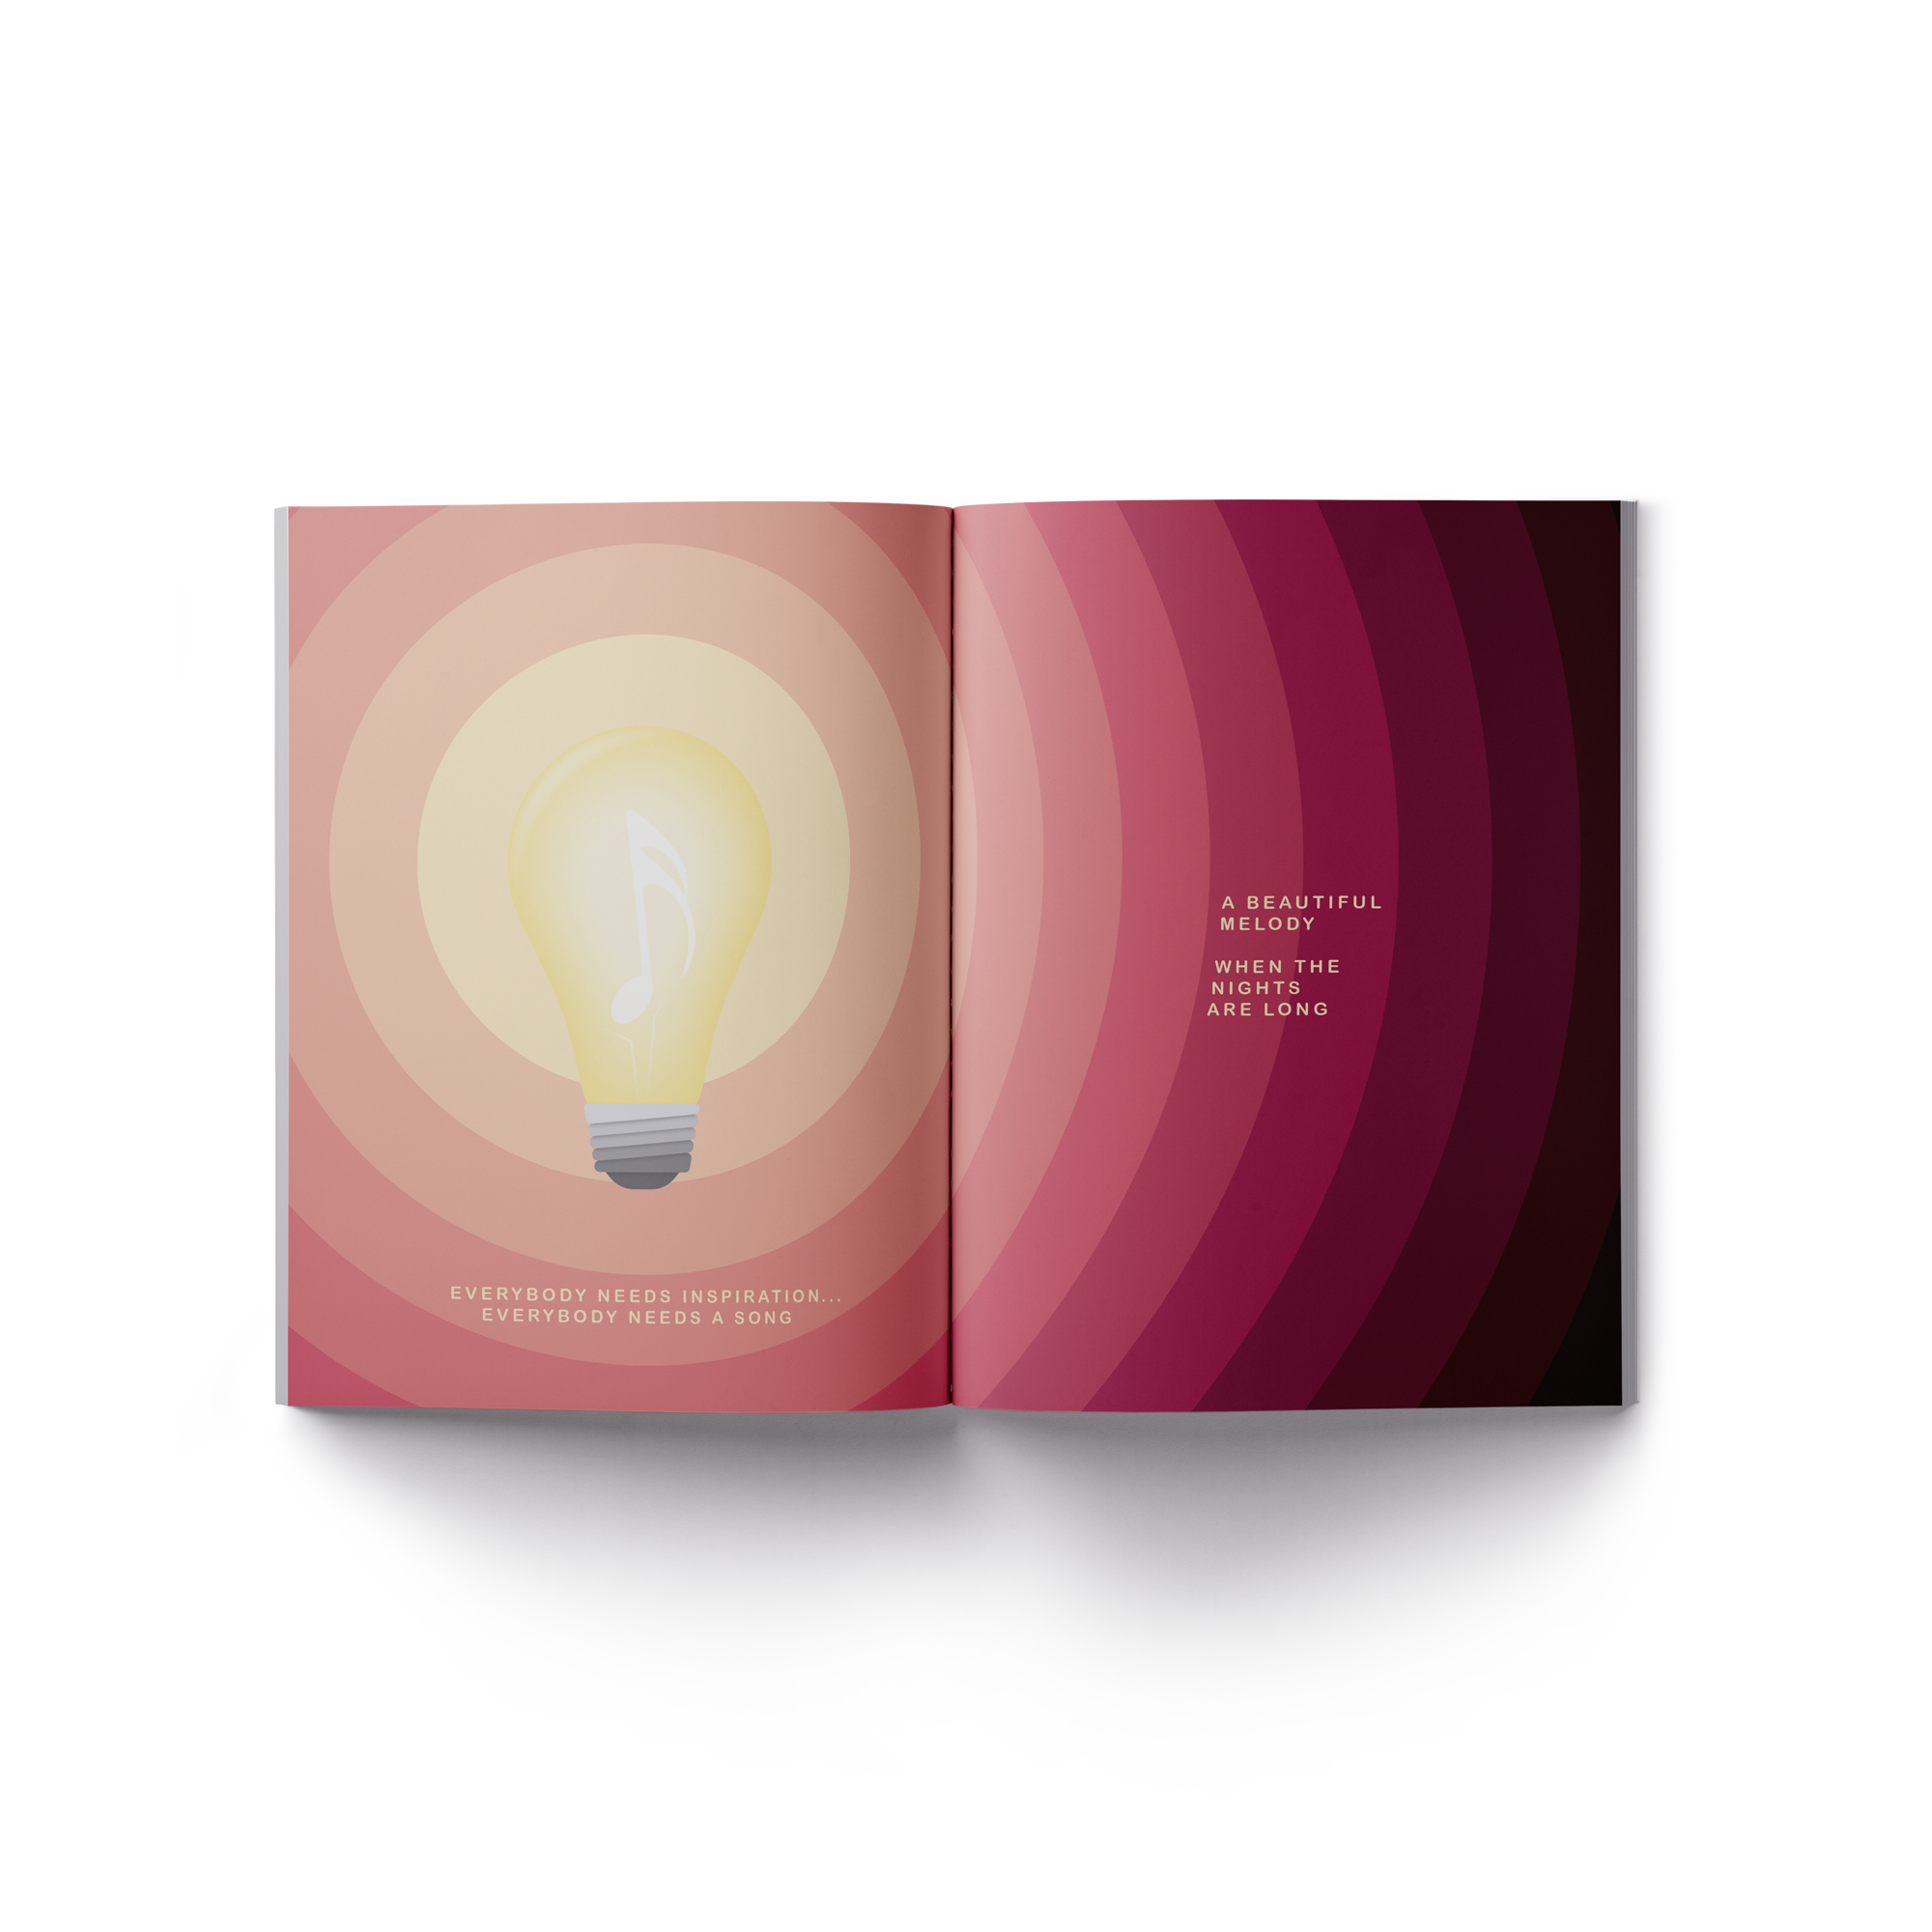 EVERYBODY NEEDS INSPIRATION...
EVERYBODY NEEDS A SONG
A BEAUTIFUL
MELODY
WHEN THE
NIGHTS
ARE LONG